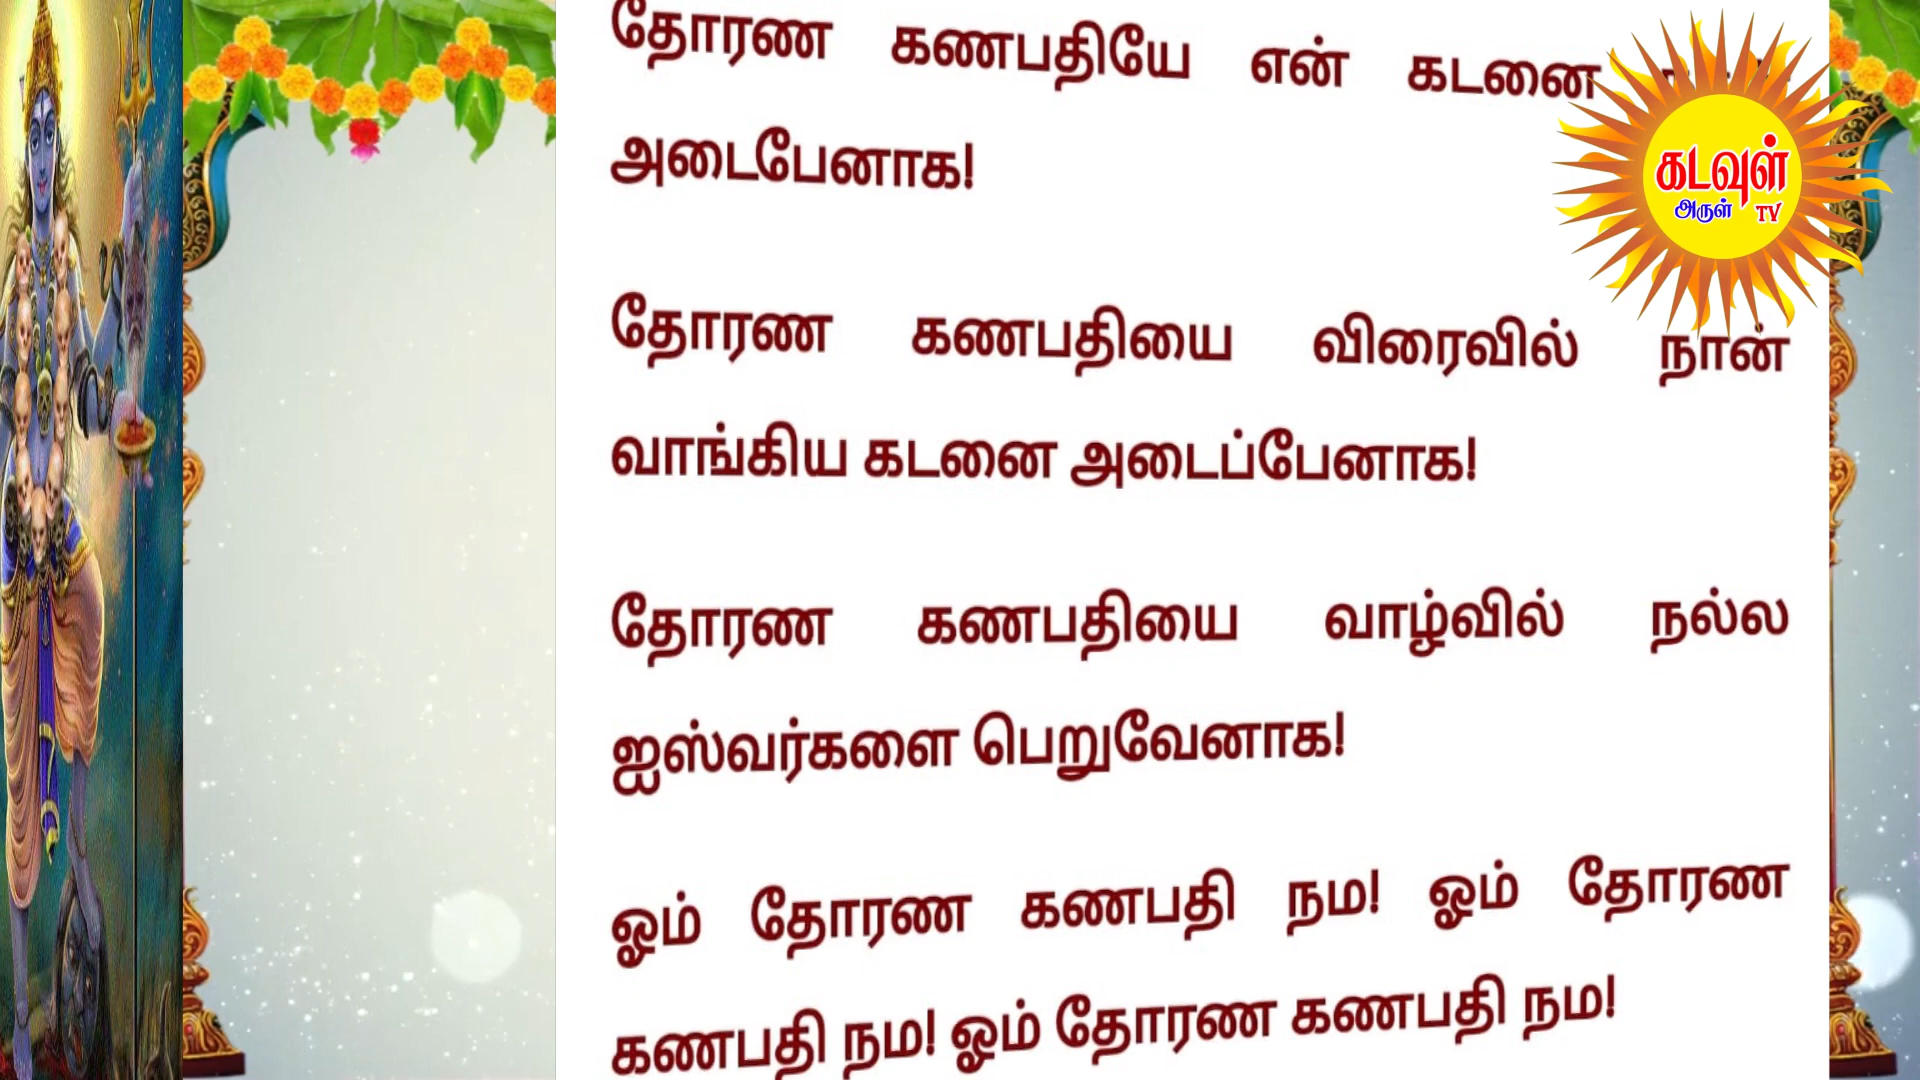 தோரண கணபதியே என் கடனை
அடைபேனாக!
தோரண கணபதியை விரைவில் நான்
வாங்கிய கடனை அடைப்பேனாக!
தோரண கணபதியை வாழ்வில் நல்ல
ஐஸ்வர்களை பெறுவேனாக!
ஓம் தோரண கணபதி நம! ஓம் தோரண
கணபதி நம! ஓம் தோரண கணபதி நம!
கடவுள்
அருள் TV